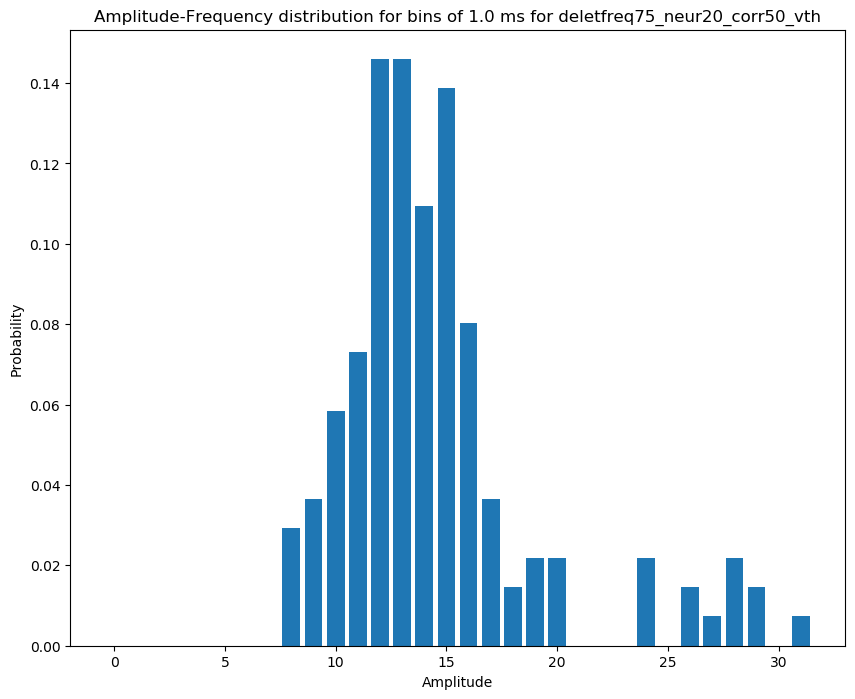 Amplitude-Frequency distribution for bins of 1.0 ms for deletfreq75_neur20_corr50_vth
0.14
0.12
0.10
0.08
0.06
0.04
0.02
0.00
Probability
0 5 10 15 20 25 30
Amplitude